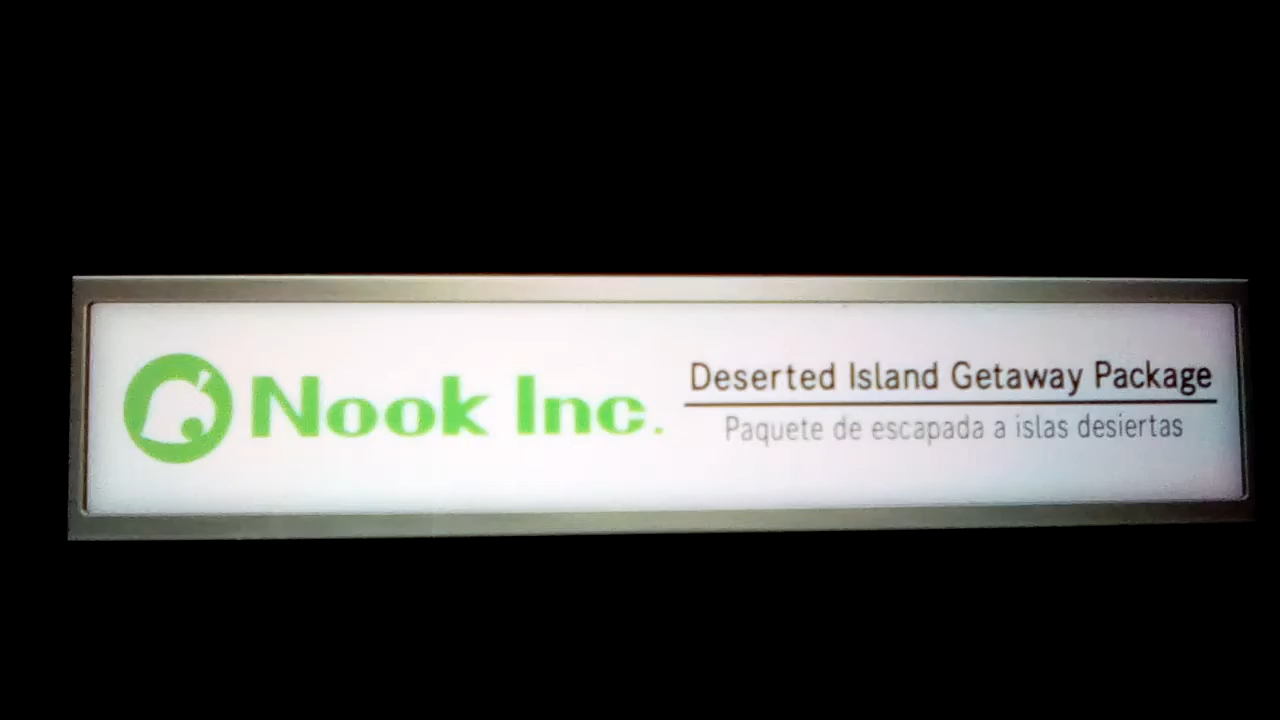 Nook Inc.
Deserted Island Getaway Package
Paquete de escapada a islas desiertas